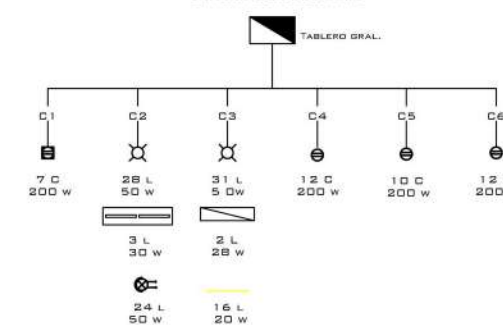 TABLERO GRAL.
C1 C2 C3 C4 C5 C6
7 C 28 L 31 L 12 C 10 C 12
200 W 50 W 5 0W 200 W 200 W 200
3 L 2 L
30 W 28 W
24 L 16 L
50 W 20 W